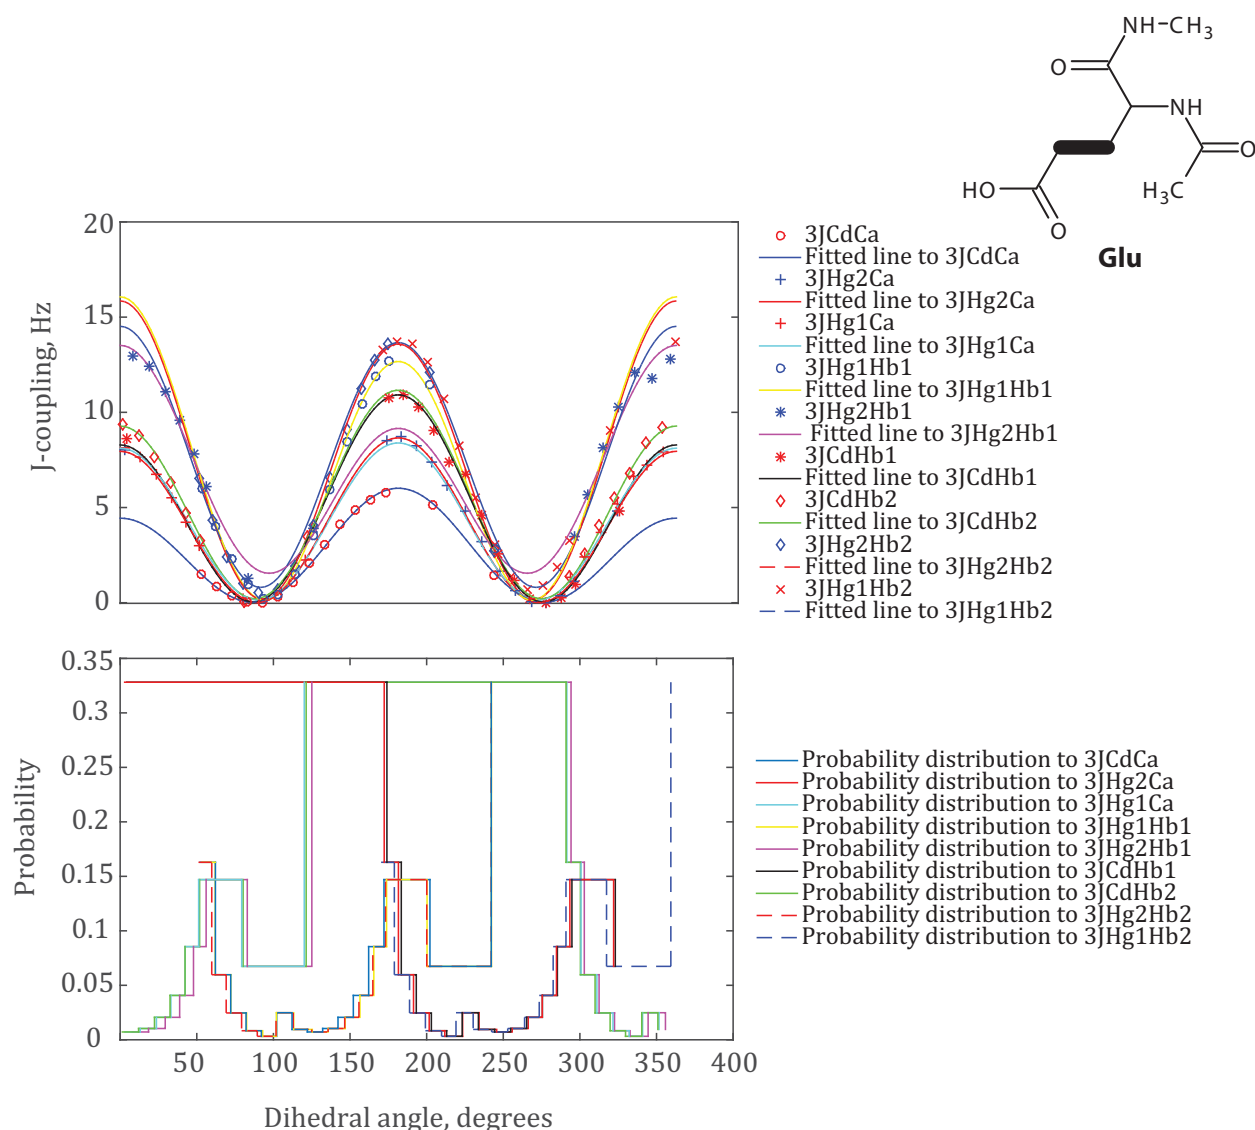 NH-CH3
O
NH
O
HO
H3C
O
Glu
20
15
10
5
0
J-coupling, Hz
3JCdCa
Fitted line to 3JCdCa
3JHg2Ca
Fitted line to 3JHg2Ca
3JHg1Ca
Fitted line to 3JHg1Ca
3JHg1Hb1
Fitted line to 3JHg1Hb1
3JHg2Hb1
Fitted line to 3JHg2Hb1
3JCdHb1
Fitted line to 3JCdHb1
3JCdHb2
Fitted line to 3JCdHb2
3JHg2Hb2
Fitted line to 3JHg2Hb2
3JHg1Hb2
Fitted line to 3JHg1Hb2
0.35
0.3
0.25
0.2
0.15
0.1
0.05
0
Probability
50 100 150 200 250 300 350 400
Dihedral angle, degrees
Probability distribution to 3JCdCa
Probability distribution to 3JHg2Ca
Probability distribution to 3JHg1Ca
Probability distribution to 3JHg1Hb1
Probability distribution to 3JHg2Hb1
Probability distribution to 3JCdHb1
Probability distribution to 3JCdHb2
Probability distribution to 3JHg2Hb2
Probability distribution to 3JHg1Hb2